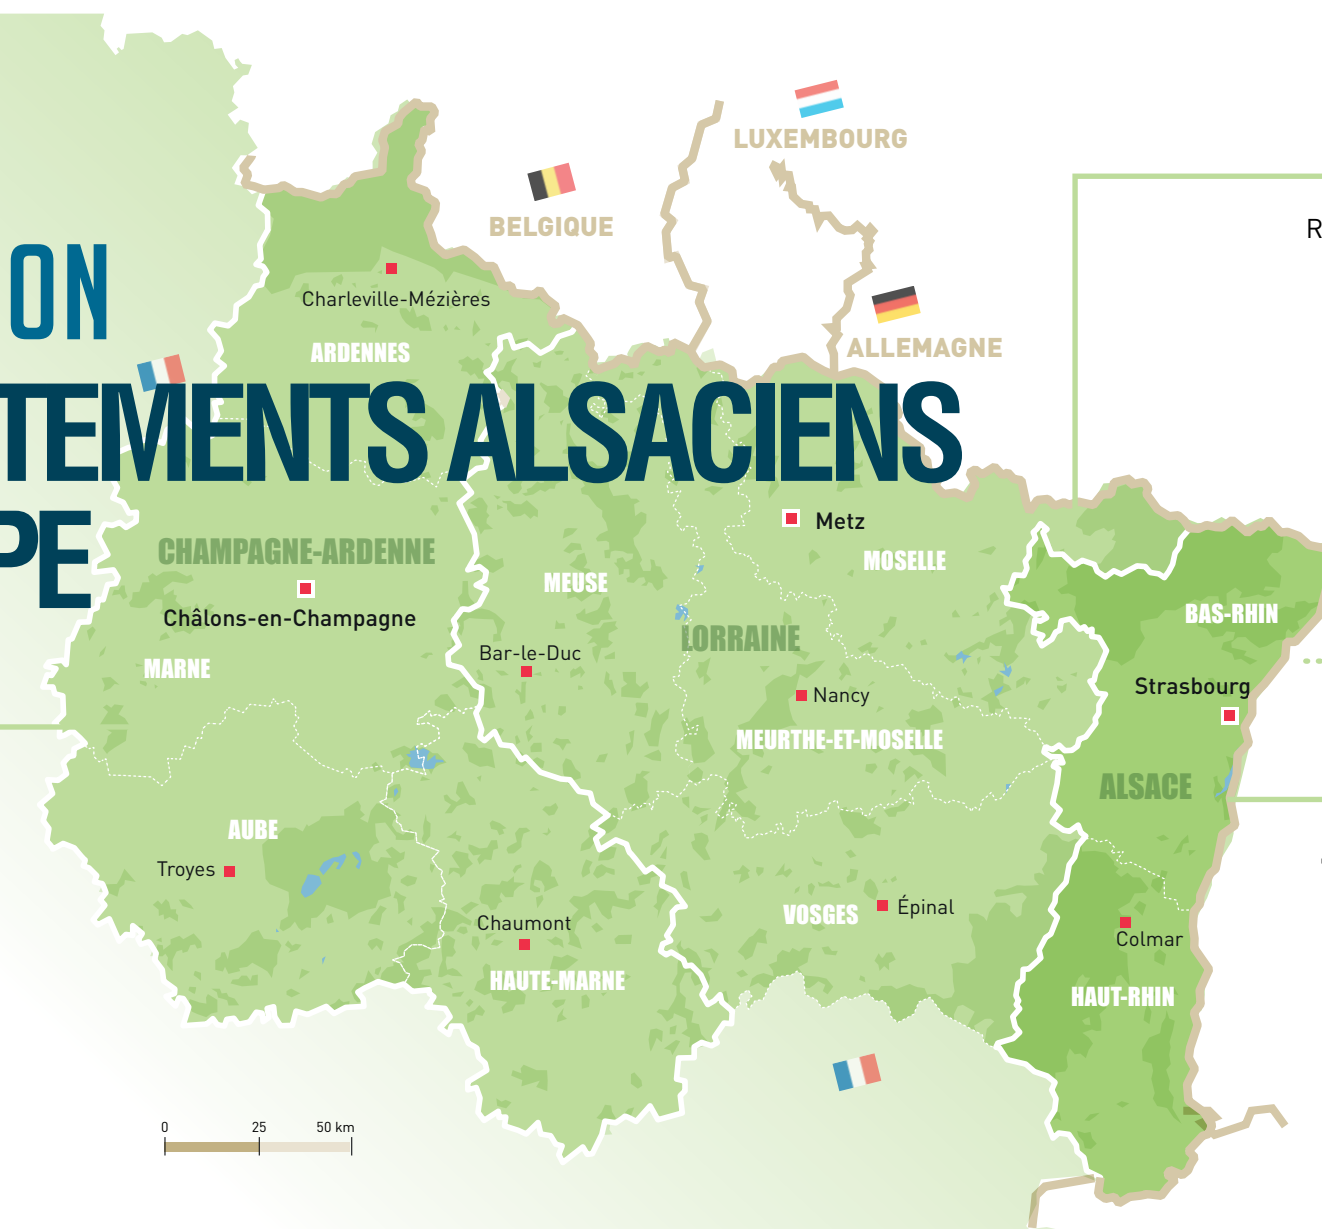 LUXEMBOURG
BELGIQUE
R
ON
Charleville-Mézières
ARDENNES
ALLEMAGNE
TEMENTS ALSACIENS
PE
Metz
CHAMPAGNE-ARDENNE
MOSELLE
MEUSE
Châlons-en-Champagne
BAS-RHIN
LORRAINE
Bar-le-Duc
MARNE
Strasbourg
Nancy
MEURTHE-ET-MOSELLE
ALSACE
AUBE
Troyes
VOSGES
Épinal
Chaumont
Colmar
HAUTE-MARNE
HAUT-RHIN
0 25 50 km